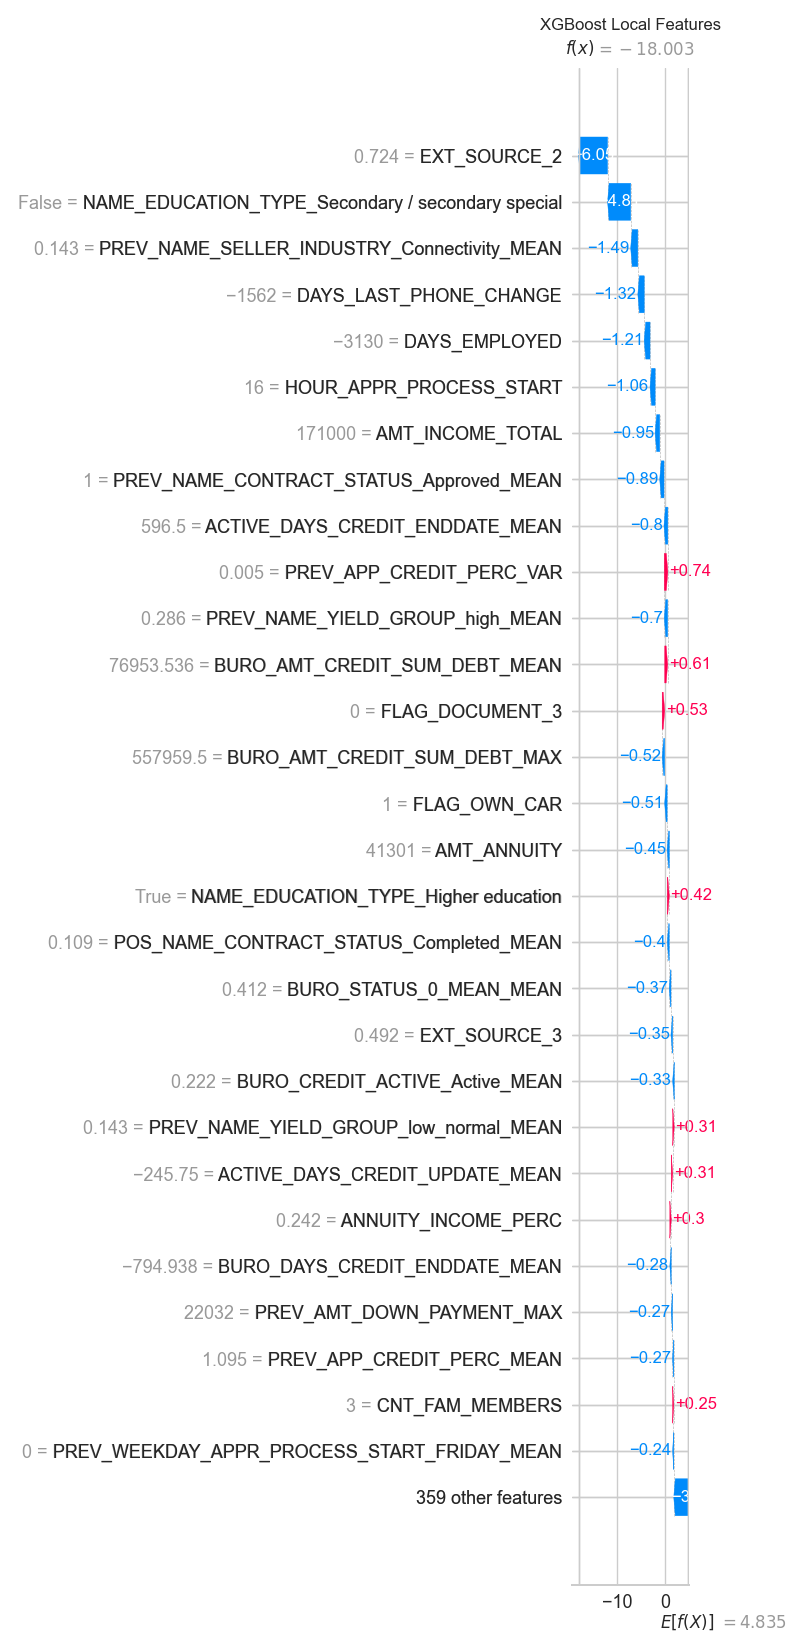 XGBoost Local Features
f(x) = −18.003
0.724 = EXT_SOURCE_2 −6.05
False = NAME_EDUCATION_TYPE_Secondary / secondary special 4.8
0.143 = PREV_NAME_SELLER_INDUSTRY_Connectivity_MEAN −1.49
−1562 = DAYS_LAST_PHONE_CHANGE −1.32
−3130 = DAYS_EMPLOYED −1.21
16 = HOUR_APPR_PROCESS_START −1.06
171000 = AMT_INCOME_TOTAL −0.95
1 = PREV_NAME_CONTRACT_STATUS_Approved_MEAN −0.89
596.5 = ACTIVE_DAYS_CREDIT_ENDDATE_MEAN −0.8
0.005 = PREV_APP_CREDIT_PERC_VAR +0.74
0.286 = PREV_NAME_YIELD_GROUP_high_MEAN −0.7
76953.536 = BURO_AMT_CREDIT_SUM_DEBT_MEAN +0.61
0 = FLAG_DOCUMENT_3 +0.53
557959.5 = BURO_AMT_CREDIT_SUM_DEBT_MAX −0.52
1 = FLAG_OWN_CAR −0.51
41301 = AMT_ANNUITY −0.45
True = NAME_EDUCATION_TYPE_Higher education +0.42
0.109 = POS_NAME_CONTRACT_STATUS_Completed_MEAN −0.4
0.412 = BURO_STATUS_0_MEAN_MEAN −0.37
0.492 = EXT_SOURCE_3 −0.35
0.222 = BURO_CREDIT_ACTIVE_Active_MEAN −0.33
0.143 = PREV_NAME_YIELD_GROUP_low_normal_MEAN +0.31
−245.75 = ACTIVE_DAYS_CREDIT_UPDATE_MEAN +0.31
0.242 = ANNUITY_INCOME_PERC +0.3
−794.938 = BURO_DAYS_CREDIT_ENDDATE_MEAN −0.28
22032 = PREV_AMT_DOWN_PAYMENT_MAX −0.27
1.095 = PREV_APP_CREDIT_PERC_MEAN −0.27
3 = CNT_FAM_MEMBERS +0.25
0 = PREV_WEEKDAY_APPR_PROCESS_START_FRIDAY_MEAN −0.24
359 other features −3
−10 0
E[f(X)] = 4.835